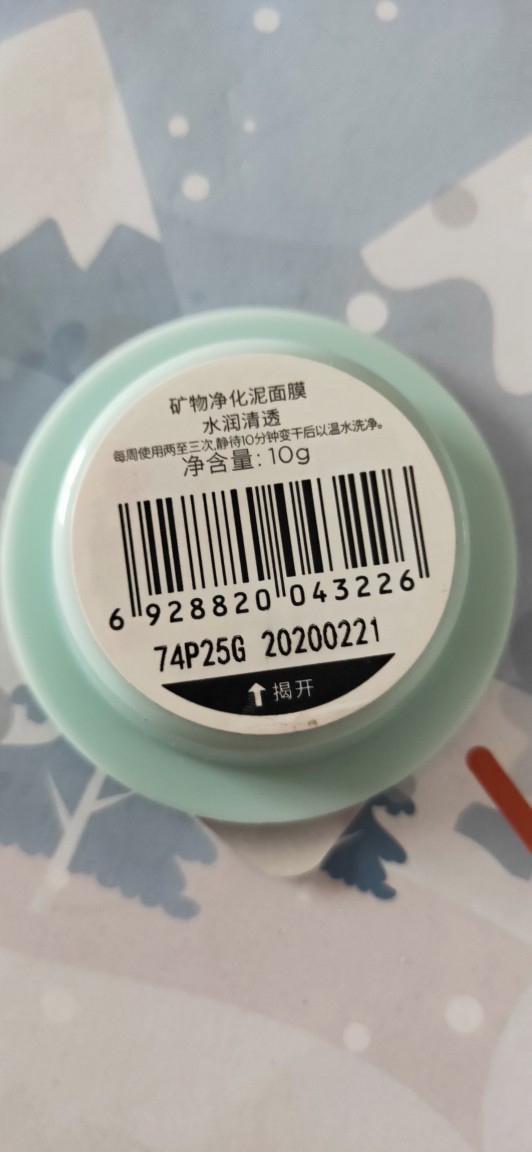 矿物净化泥面膜
水润清透
每周使用两至三次,静待10分钟变干后以温水洗净。
净含量: 10g
6 928820 043226
74P25G 20200221
揭开